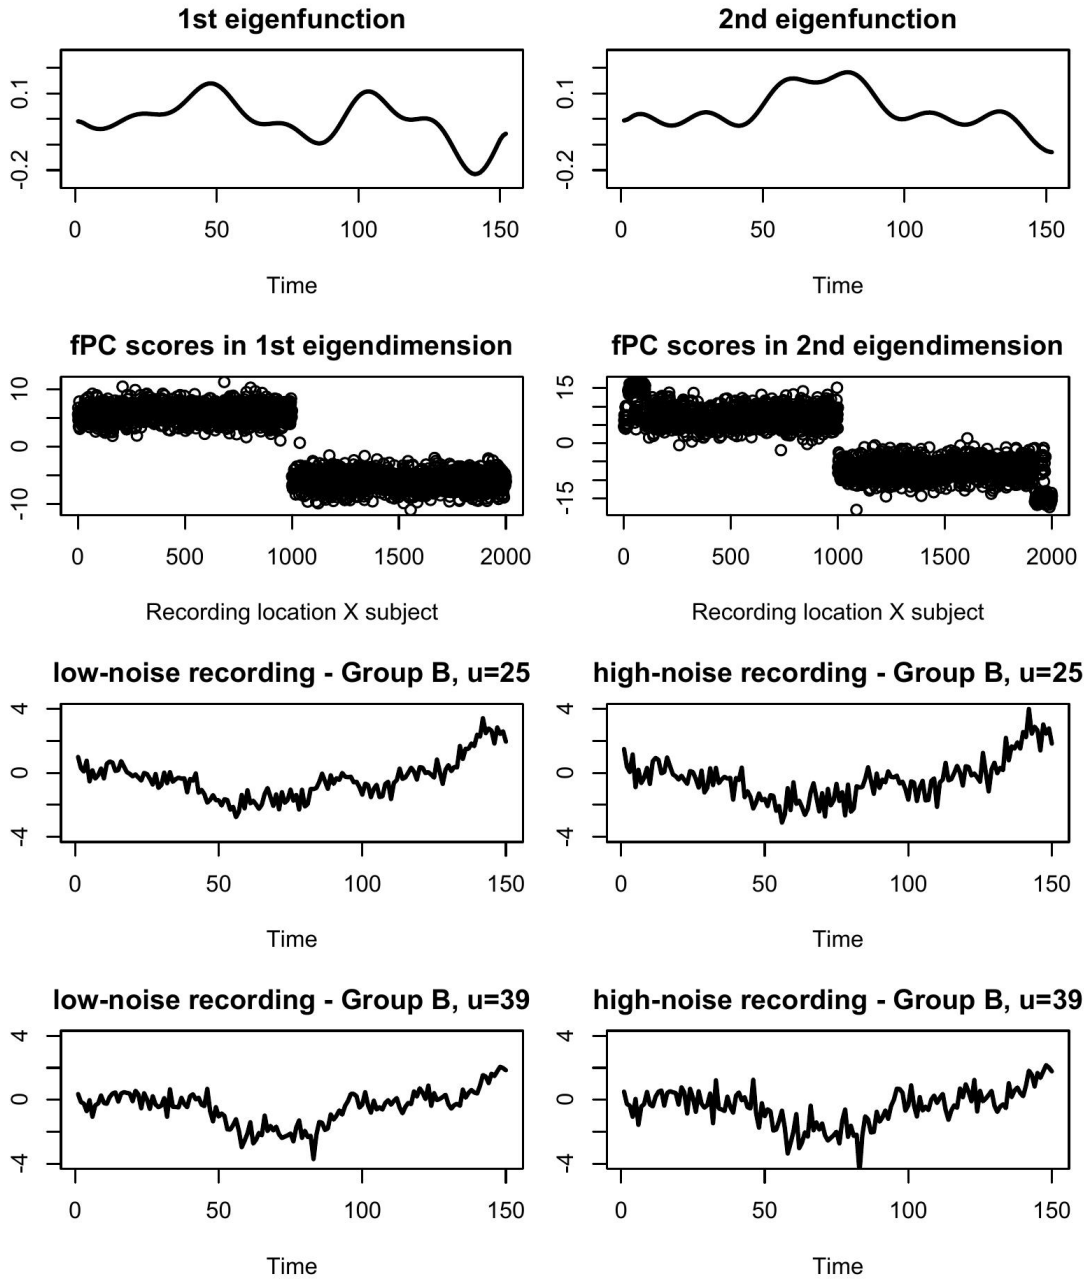 1st eigenfunction
0.1
-0.2
0 50 100 150
Time
2nd eigenfunction
0.1
-0.2
0 50 100 150
Time
fPC scores in 1st eigendimension
10
0
-10
0 500 1000 1500 2000
Recording location X subject
fPC scores in 2nd eigendimension
15
0
-15
0 500 1000 1500 2000
Recording location X subject
low-noise recording - Group B, u=25
4
0
-4
0 50 100 150
Time
high-noise recording - Group B, u=25
4
0
-4
0 50 100 150
Time
low-noise recording - Group B, u=39
4
0
-4
0 50 100 150
Time
high-noise recording - Group B, u=39
4
0
-4
0 50 100 150
Time